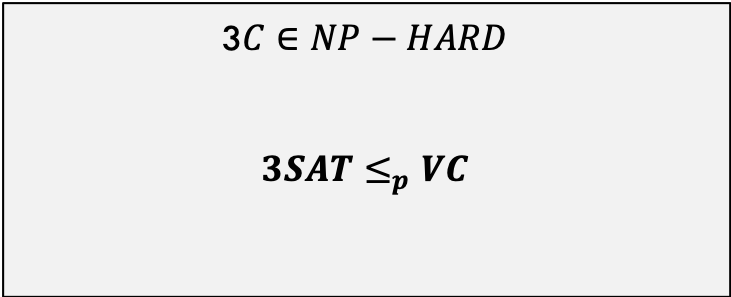 3C ∈ NP − HARD
3SAT ≤ₚ VC